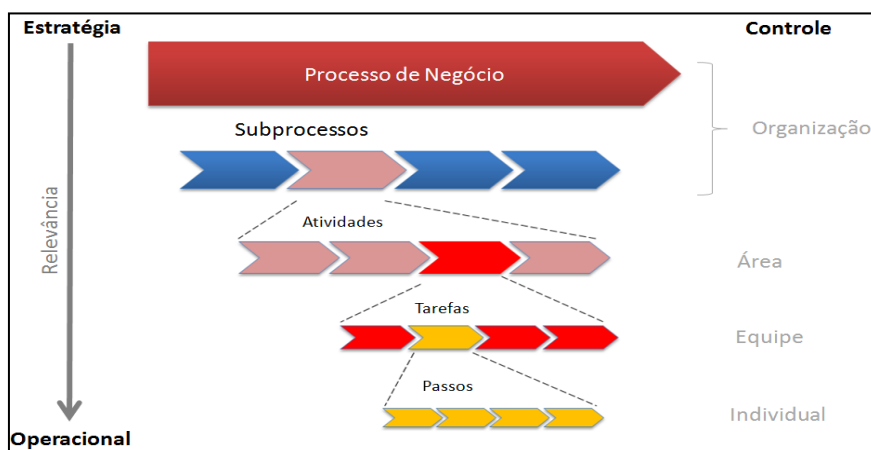 Estratégia
Controle
Processo de Negócio
Organização
Subprocessos
Relevância
Atividades
Área
Tarefas
Equipe
Passos
Individual
Operacional